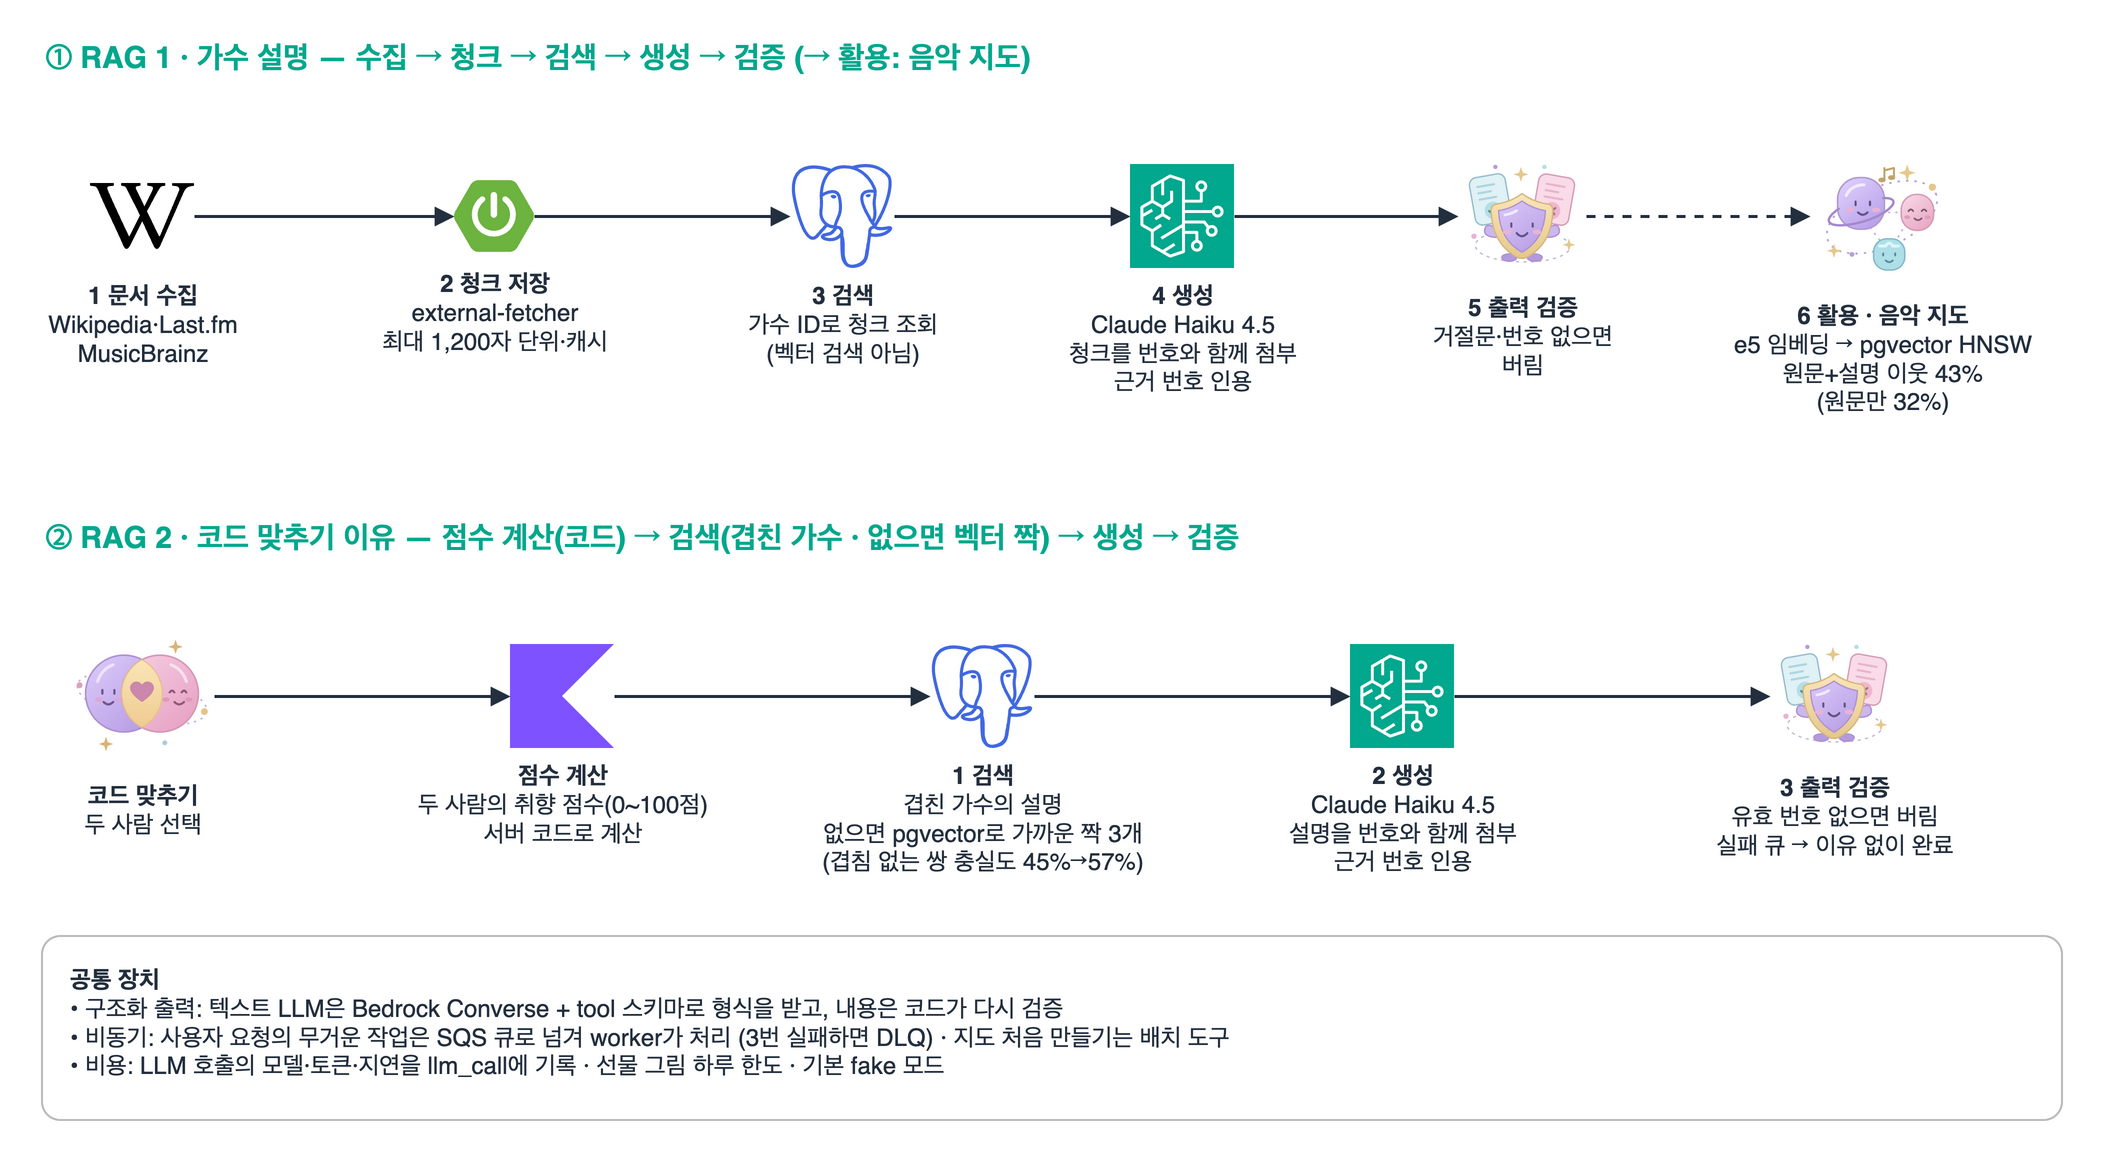 ① RAG 1 · 가수 설명 — 수집 → 청크 → 검색 → 생성 → 검증 (→ 활용: 음악 지도)
W
1 문서 수집
Wikipedia·Last.fm
MusicBrainz
2 청크 저장
external-fetcher
최대 1,200자 단위·캐시
3 검색
가수 ID로 청크 조회
(벡터 검색 아님)
4 생성
Claude Haiku 4.5
청크를 번호와 함께 첨부
근거 번호 인용
5 출력 검증
거절문·번호 없으면
버림
6 활용 · 음악 지도
e5 임베딩 → pgvector HNSW
원문+설명 이웃 43%
(원문만 32%)
② RAG 2 · 코드 맞추기 이유 — 점수 계산(코드) → 검색(겹친 가수 · 없으면 벡터 짝) → 생성 → 검증
코드 맞추기
두 사람 선택
점수 계산
두 사람의 취향 점수(0~100점)
서버 코드로 계산
1 검색
겹친 가수의 설명
없으면 pgvector로 가까운 짝 3개
(겹침 없는 쌍 충실도 45%→57%)
2 생성
Claude Haiku 4.5
설명을 번호와 함께 첨부
근거 번호 인용
3 출력 검증
유효 번호 없으면 버림
실패 큐 → 이유 없이 완료
공통 장치
• 구조화 출력: 텍스트 LLM은 Bedrock Converse + tool 스키마로 형식을 받고, 내용은 코드가 다시 검증
• 비동기: 사용자 요청의 무거운 작업은 SQS 큐로 넘겨 worker가 처리 (3번 실패하면 DLQ) · 지도 처음 만들기는 배치 도구
• 비용: LLM 호출의 모델·토큰·지연을 llm_call에 기록 · 선물 그림 하루 한도 · 기본 fake 모드